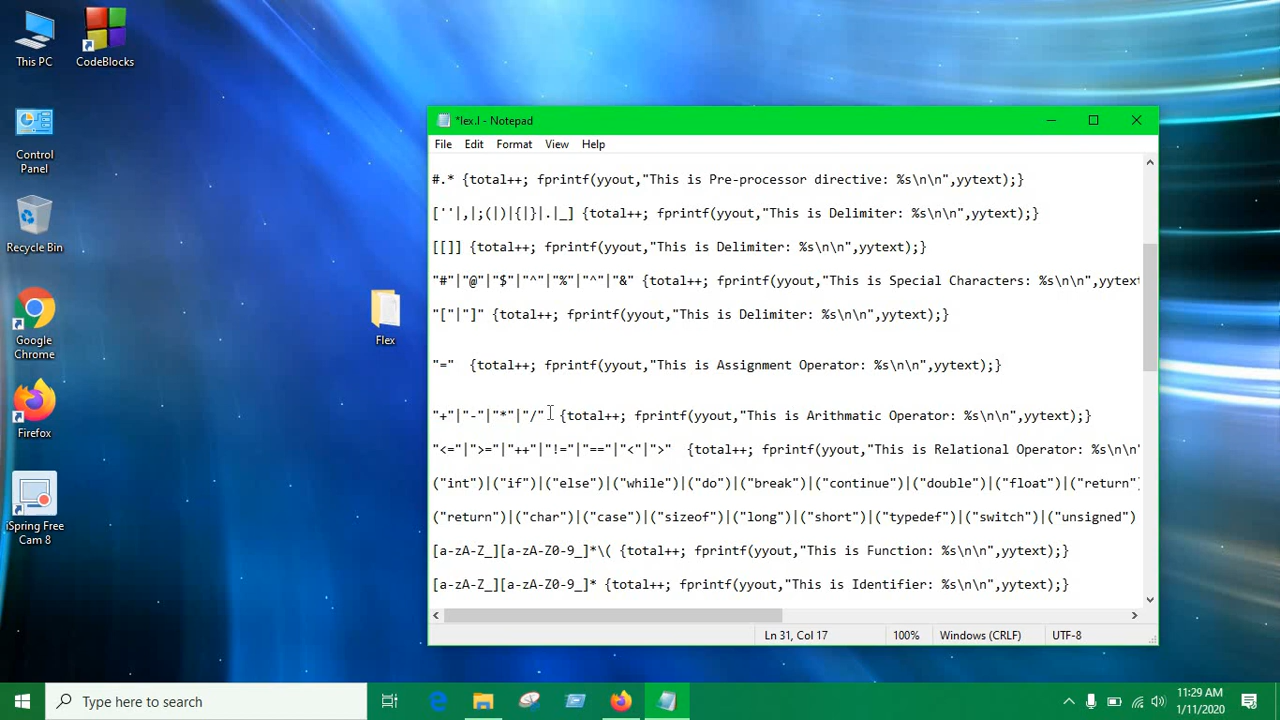 This PC
CodeBlocks
Control
Panel
Recycle Bin
Google
Chrome
Firefox
iSpring Free
Cam 8
Flex
*lex.l - Notepad
File Edit Format View Help
#.* {total++; fprintf(yyout,"This is Pre-processor directive: %s\n\n",yytext);}
[''|,|;(|)|{|}|.|_] {total++; fprintf(yyout,"This is Delimiter: %s\n\n",yytext);}
[[]] {total++; fprintf(yyout,"This is Delimiter: %s\n\n",yytext);}
"#"|"@"|"$"|"^"|"%"|"^"|"&" {total++; fprintf(yyout,"This is Special Characters: %s\n\n",yytext
"["|"]" {total++; fprintf(yyout,"This is Delimiter: %s\n\n",yytext);}
"="  {total++; fprintf(yyout,"This is Assignment Operator: %s\n\n",yytext);}
"+"|"-"|"*"|"/"  {total++; fprintf(yyout,"This is Arithmatic Operator: %s\n\n",yytext);}
"<="|">="|"++"|"!="|"=="|"<"|">"  {total++; fprintf(yyout,"This is Relational Operator: %s\n\n"
("int")|("if")|("else")|("while")|("do")|("break")|("continue")|("double")|("float")|("return")
("return")|("char")|("case")|("sizeof")|("long")|("short")|("typedef")|("switch")|("unsigned")
[a-zA-Z_][a-zA-Z0-9_]*\( {total++; fprintf(yyout,"This is Function: %s\n\n",yytext);}
[a-zA-Z_][a-zA-Z0-9_]* {total++; fprintf(yyout,"This is Identifier: %s\n\n",yytext);}
Ln 31, Col 17 100% Windows (CRLF) UTF-8
Type here to search
11:29 AM
1/11/2020